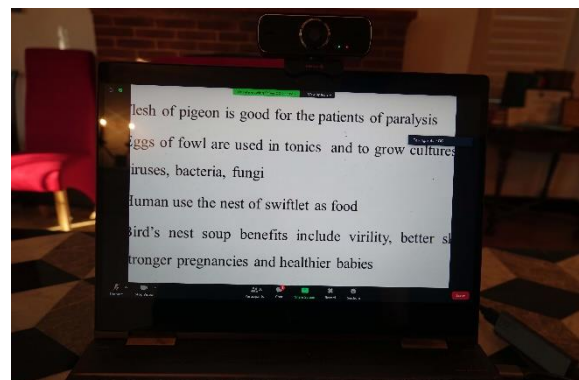 lesh of pigeon is good for the patients of paralysis
ggs of fowl are used in tonics and to grow cultures
iruses, bacteria, fungi
Human use the nest of swiftlet as food
Bird's nest soup benefits include virility, better sk
tronger pregnancies and healthier babies